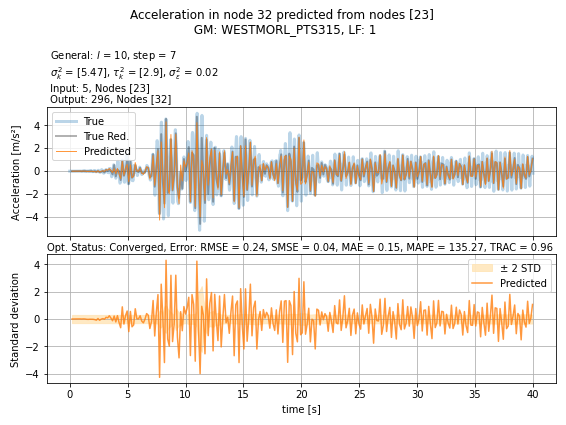 Acceleration in node 32 predicted from nodes [23]
GM: WESTMORL_PTS315, LF: 1
General: l = 10, step = 7
σ²ₖ = [5.47], τ²ₖ = [2.9], σ²ε = 0.02
Input: 5, Nodes [23]
Output: 296, Nodes [32]
True
True Red.
Predicted
4
2
0
−2
−4
Acceleration [m/s²]
Opt. Status: Converged, Error: RMSE = 0.24, SMSE = 0.04, MAE = 0.15, MAPE = 135.27, TRAC = 0.96
± 2 STD
Predicted
4
2
0
−2
−4
Standard deviation
0 5 10 15 20 25 30 35 40
time [s]